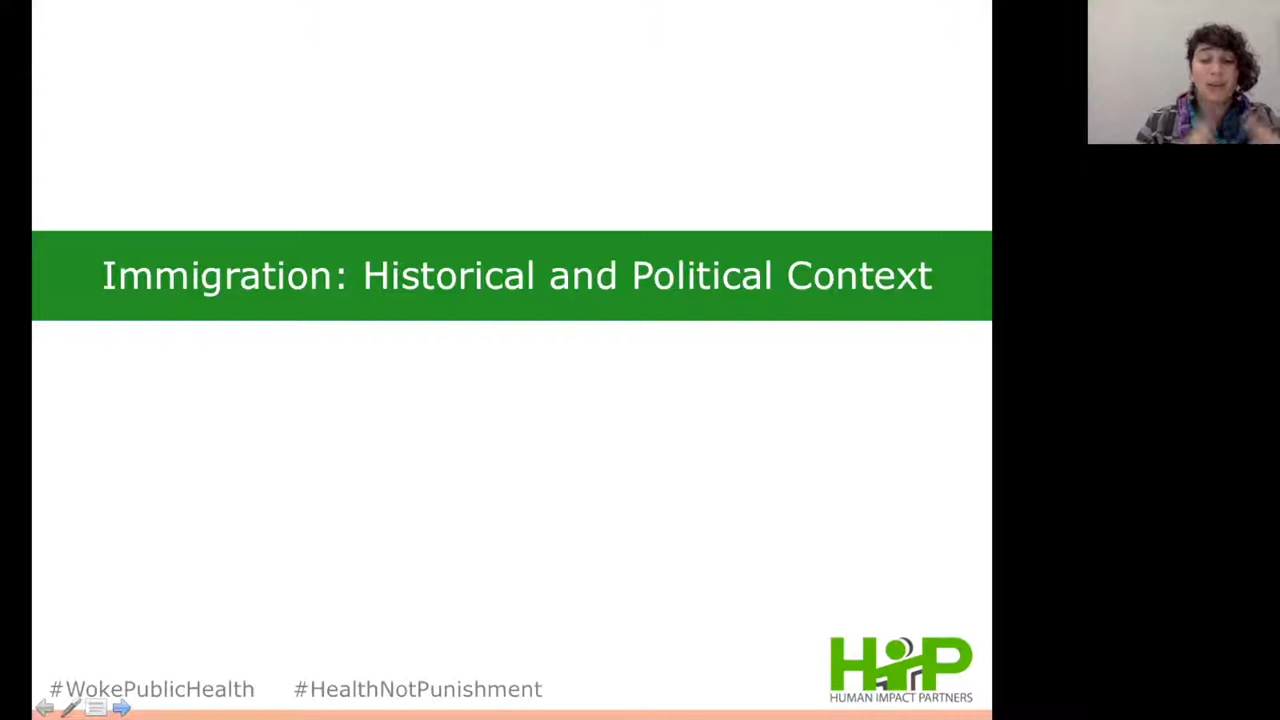 Immigration: Historical and Political Context
#WokePublicHealth #HealthNotPunishment
HiP
HUMAN IMPACT PARTNERS